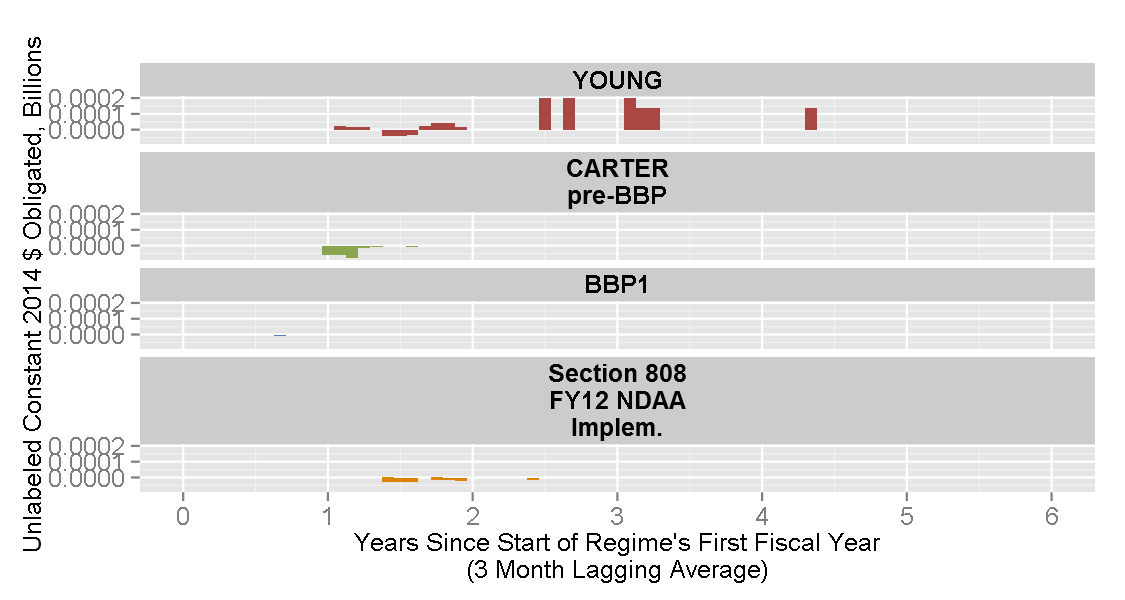 Unlabeled Constant 2014 $ Obligated, Billions
YOUNG
0.0002
0.0001
0.0000
CARTER
pre-BBP
0.0002
0.0001
0.0000
BBP1
0.0002
0.0001
0.0000
Section 808
FY12 NDAA
Implem.
0.0002
0.0001
0.0000
0 1 2 3 4 5 6
Years Since Start of Regime's First Fiscal Year
(3 Month Lagging Average)